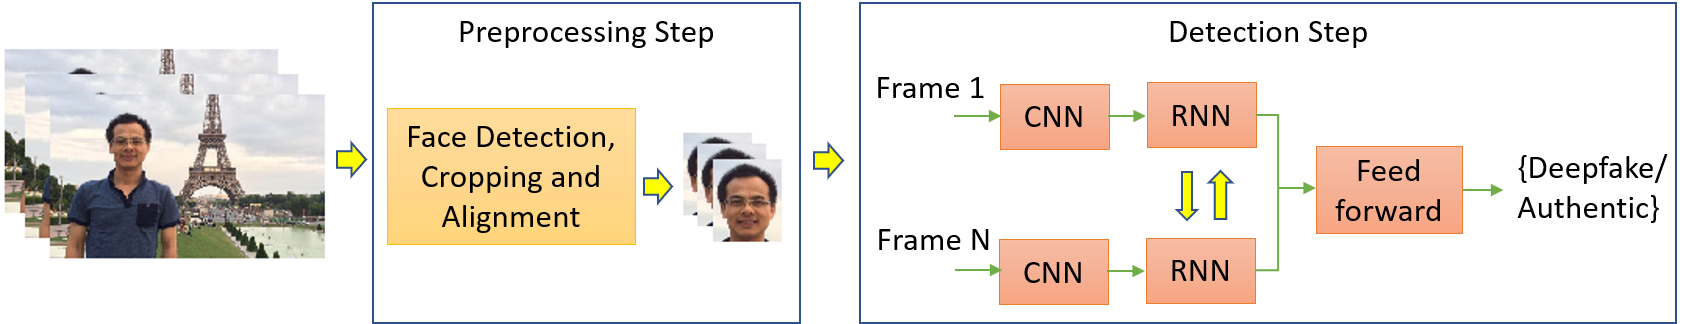 Preprocessing Step
Face Detection,
Cropping and
Alignment
Detection Step
Frame 1
CNN
RNN
Frame N
CNN
RNN
Feed
forward
{Deepfake/
Authentic}